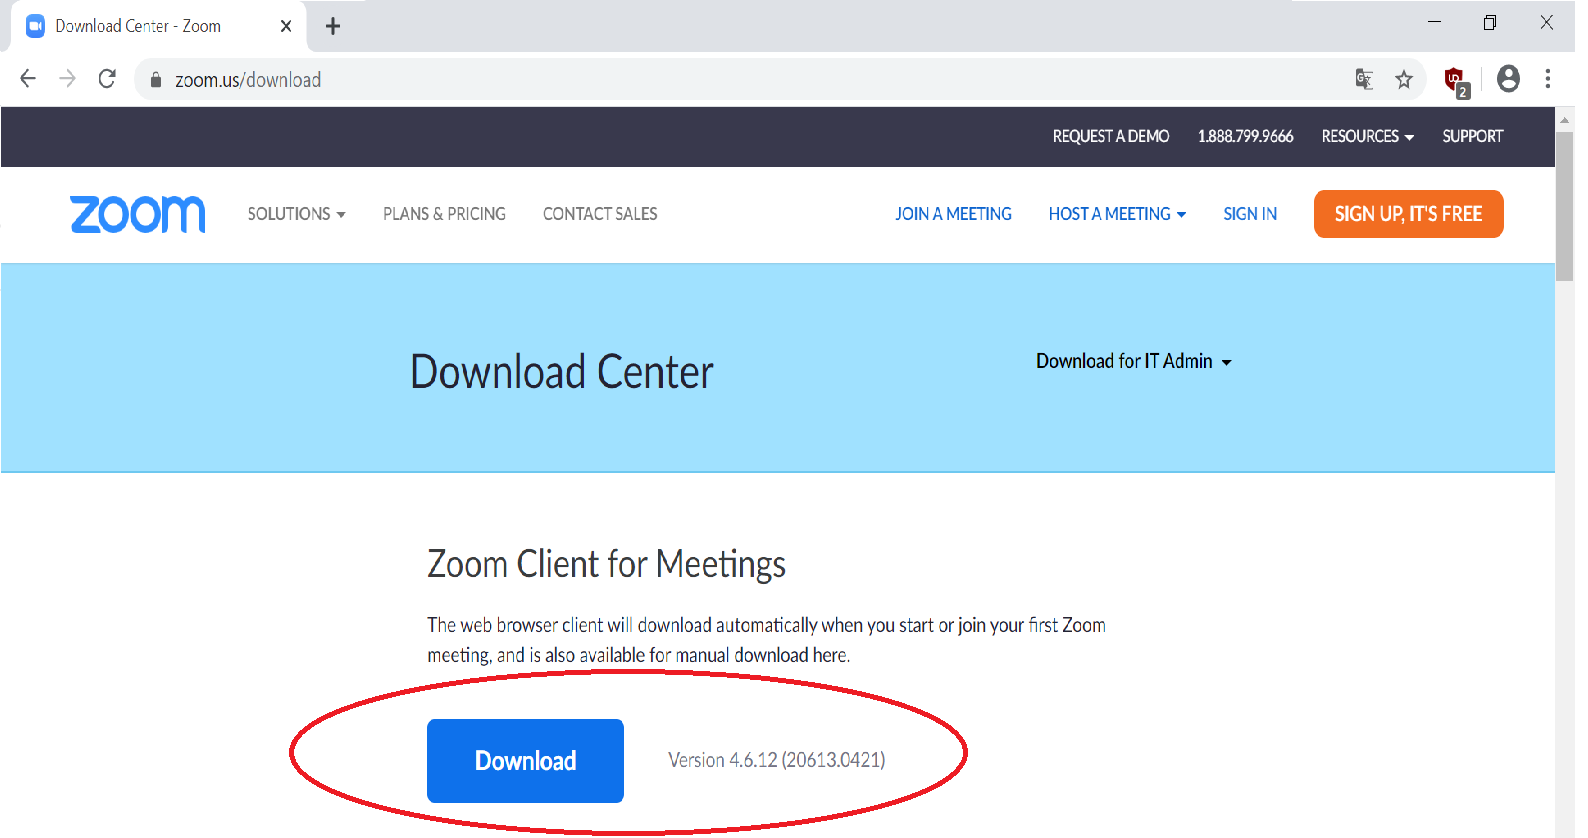 Download Center - Zoom
zoom.us/download
2
REQUEST A DEMO 1.888.799.9666 RESOURCES SUPPORT
zoom SOLUTIONS PLANS & PRICING CONTACT SALES JOIN A MEETING HOST A MEETING SIGN IN SIGN UP, IT'S FREE
Download Center
Download for IT Admin
Zoom Client for Meetings
The web browser client will download automatically when you start or join your first Zoom
meeting, and is also available for manual download here.
Download Version 4.6.12 (20613.0421)